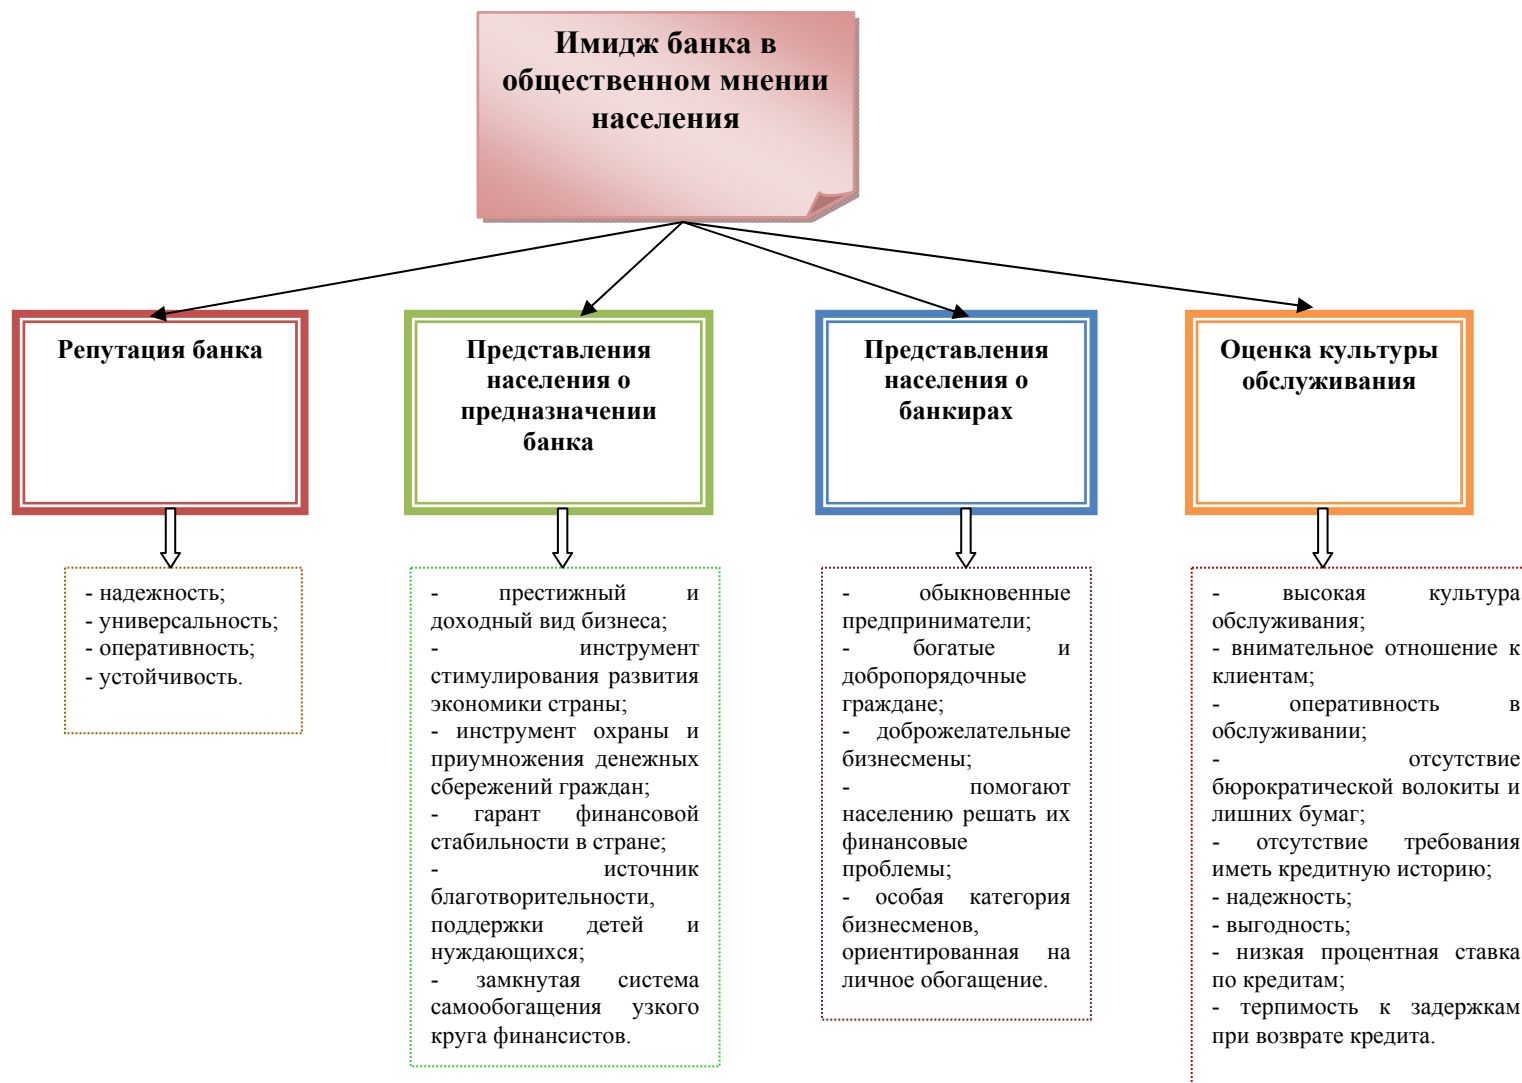 Имидж банка в
общественном мнении
населения
Репутация банка
Представления
населения о
предназначении
банка
Представления
населения о
банкирах
Оценка культуры
обслуживания
- надежность;
- универсальность;
- оперативность;
- устойчивость.
- престижный и
доходный вид бизнеса;
- инструмент
стимулирования развития
экономики страны;
- инструмент охраны и
приумножения денежных
сбережений граждан;
- гарант финансовой
стабильности в стране;
- источник
благотворительности,
поддержки детей и
нуждающихся;
- замкнутая система
самообогащения узкого
круга финансистов.
- обыкновенные
предприниматели;
- богатые и
добропорядочные
граждане;
- доброжелательные
бизнесмены;
- помогают
населению решать их
финансовые
проблемы;
- особая категория
бизнесменов,
ориентированная на
личное обогащение.
- высокая культура
обслуживания;
- внимательное отношение к
клиентам;
- оперативность в
обслуживании;
- отсутствие
бюрократической волокиты и
лишних бумаг;
- отсутствие требования
иметь кредитную историю;
- надежность;
- выгодность;
- низкая процентная ставка
по кредитам;
- терпимость к задержкам
при возврате кредита.